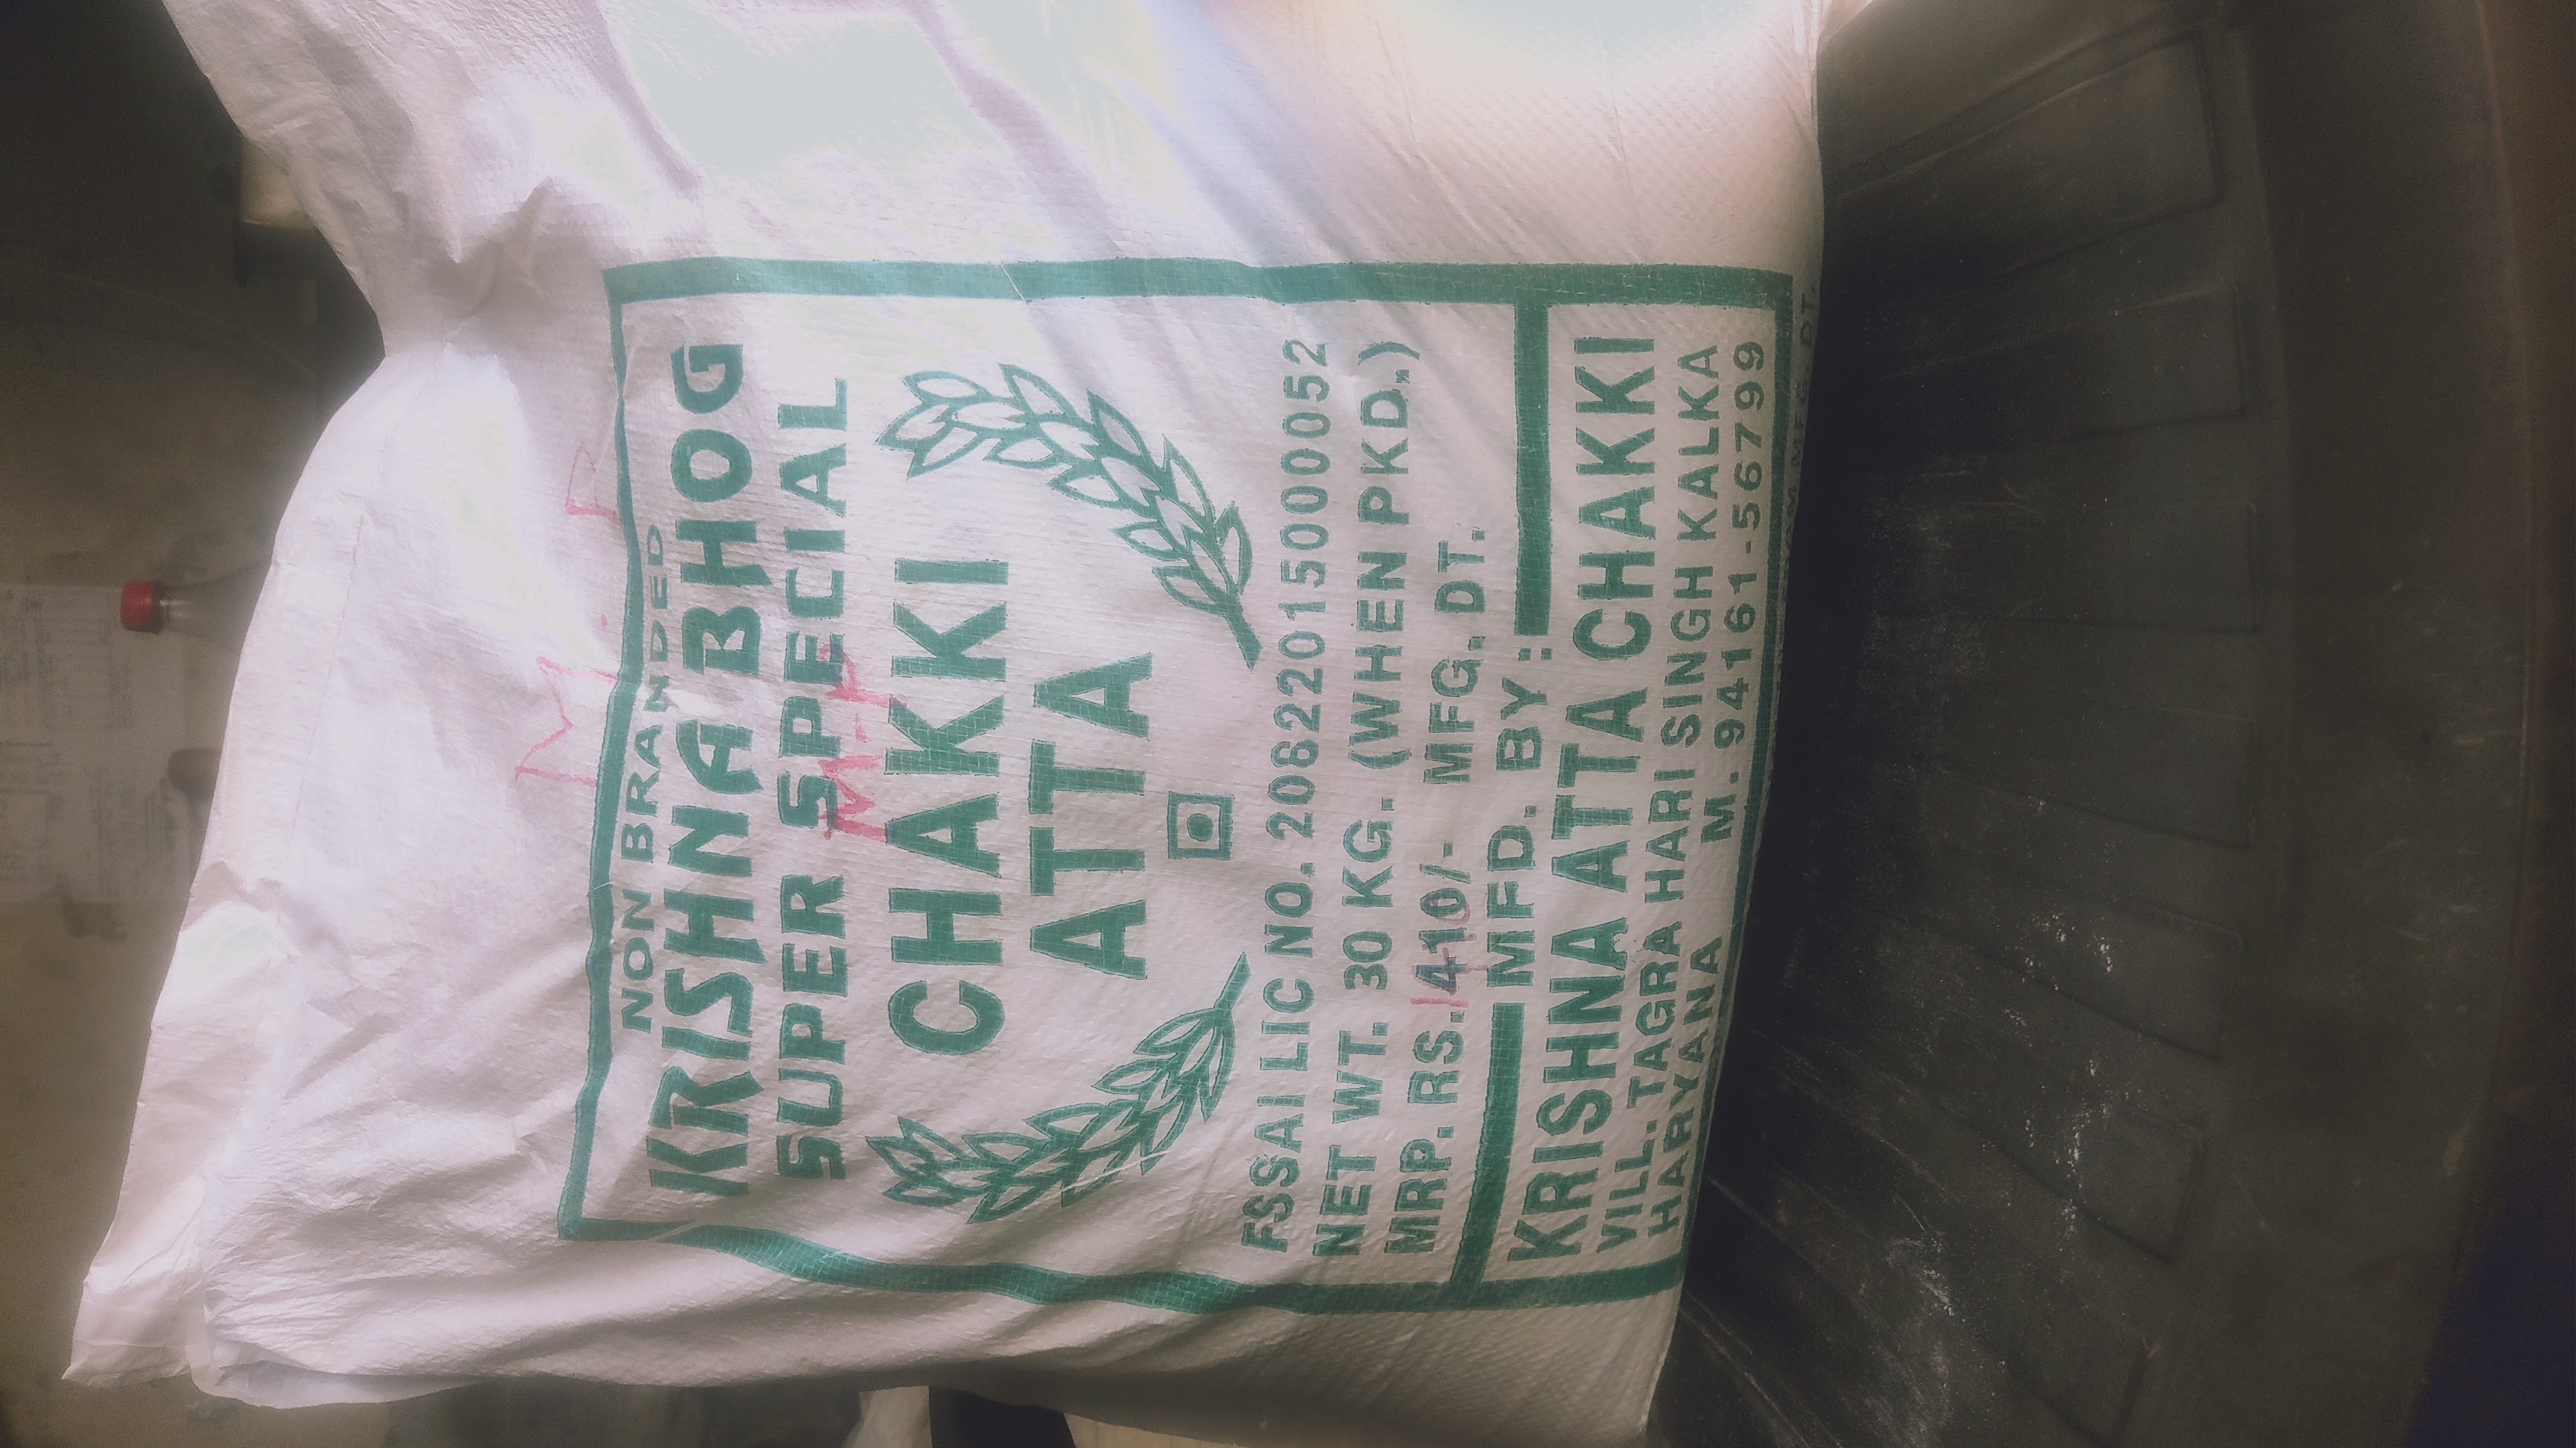 NON BRANDED
KRISHNA BHOG
SUPER SPECIAL
CHAKKI
ATTA
FSSAI LIC NO. 20822015000052
NET WT. 30 KG. (WHEN PKD.)
MRP. RS. 410/- MFG. DT.
MFD. BY :
KRISHNA ATTA CHAKKI
VILL. TAGRA HARI SINGH KALKA
HARYANA M. 94161-56799